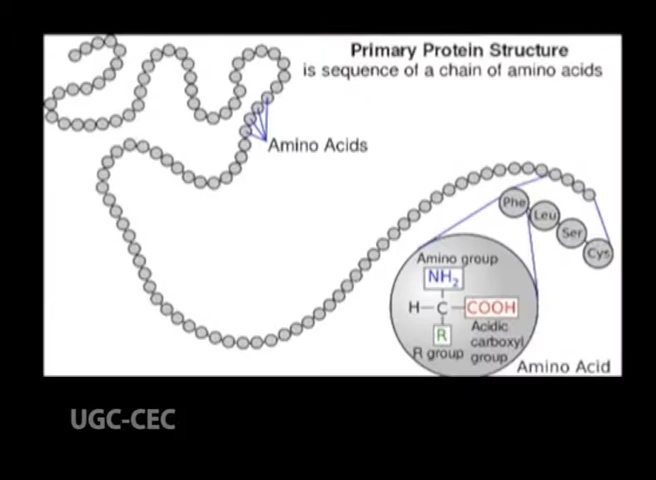 Primary Protein Structure
is sequence of a chain of amino acids
Amino Acids
Phe
Leu
Ser
Cys
Amino group
NH2
H–C–COOH
R
Acidic
carboxyl
group
R group
Amino Acid
UGC-CEC